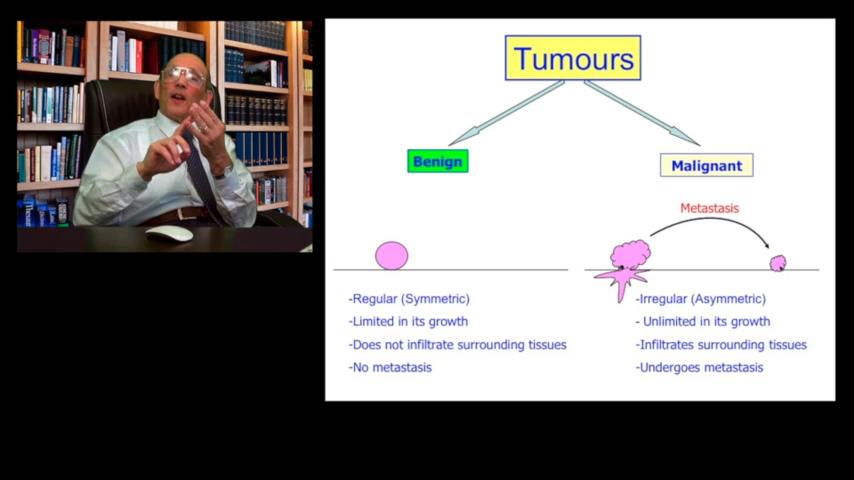 Tumours
Benign
Malignant
Metastasis
-Regular (Symmetric)
-Limited in its growth
-Does not infiltrate surrounding tissues
-No metastasis
-Irregular (Asymmetric)
- Unlimited in its growth
-Infiltrates surrounding tissues
-Undergoes metastasis